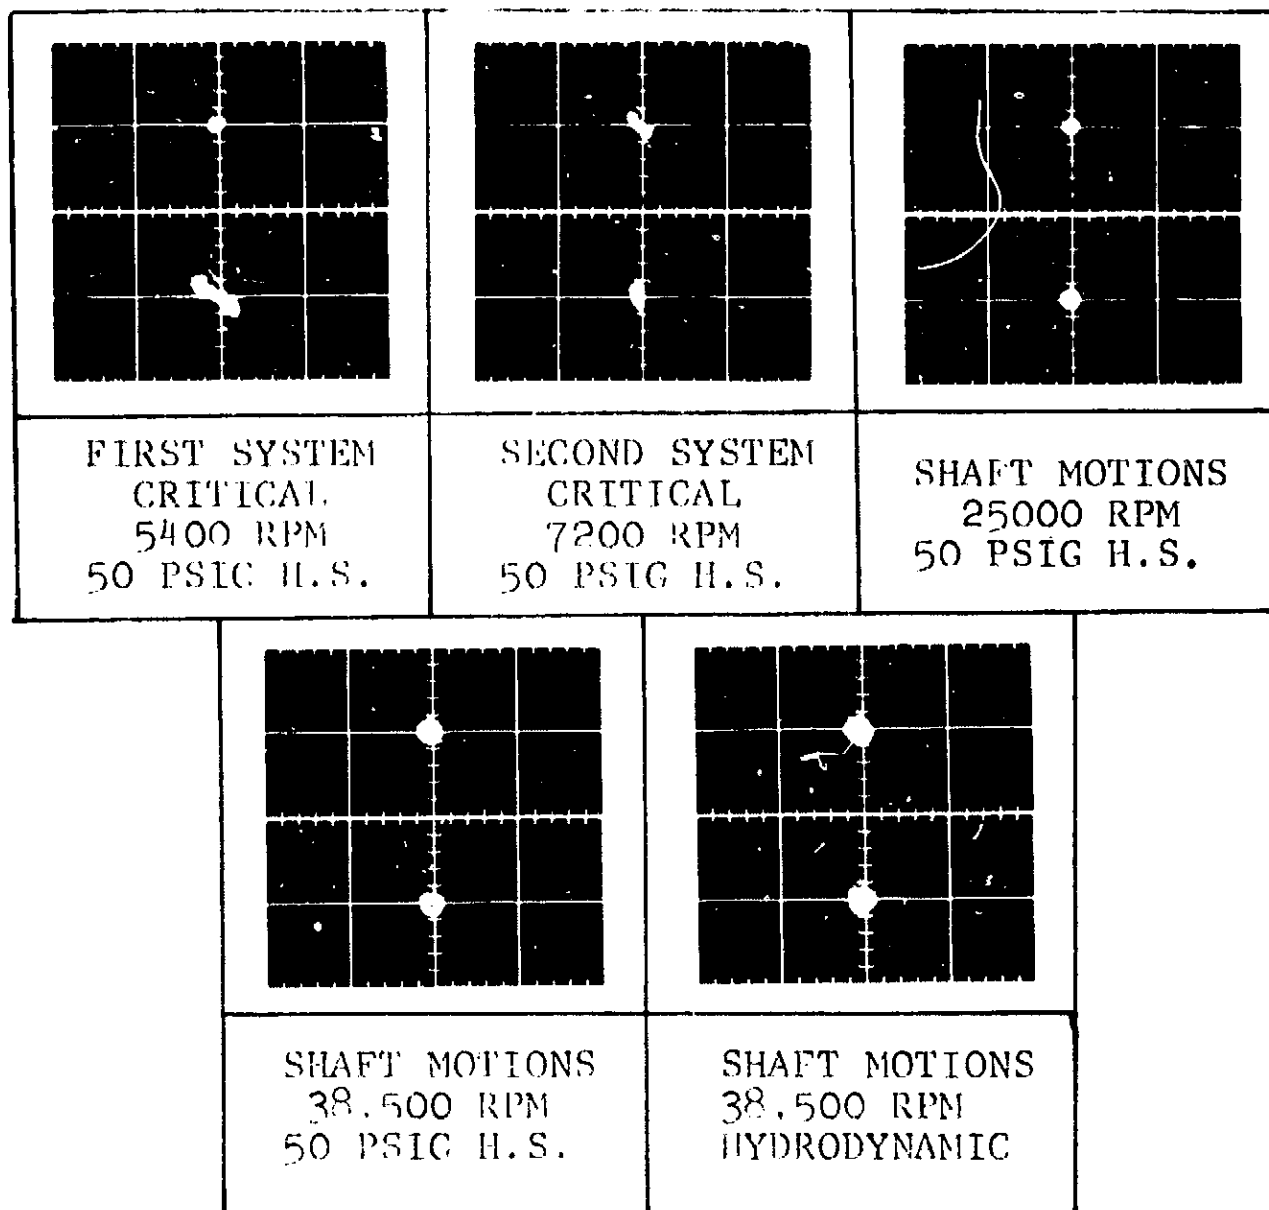 FIRST SYSTEM
CRITICAL
5400 RPM
50 PSIG H.S.
SECOND SYSTEM
CRITICAL
7200 RPM
50 PSIG H.S.
SHAFT MOTIONS
25000 RPM
50 PSIG H.S.
SHAFT MOTIONS
38,500 RPM
50 PSIG H.S.
SHAFT MOTIONS
38,500 RPM
HYDRODYNAMIC